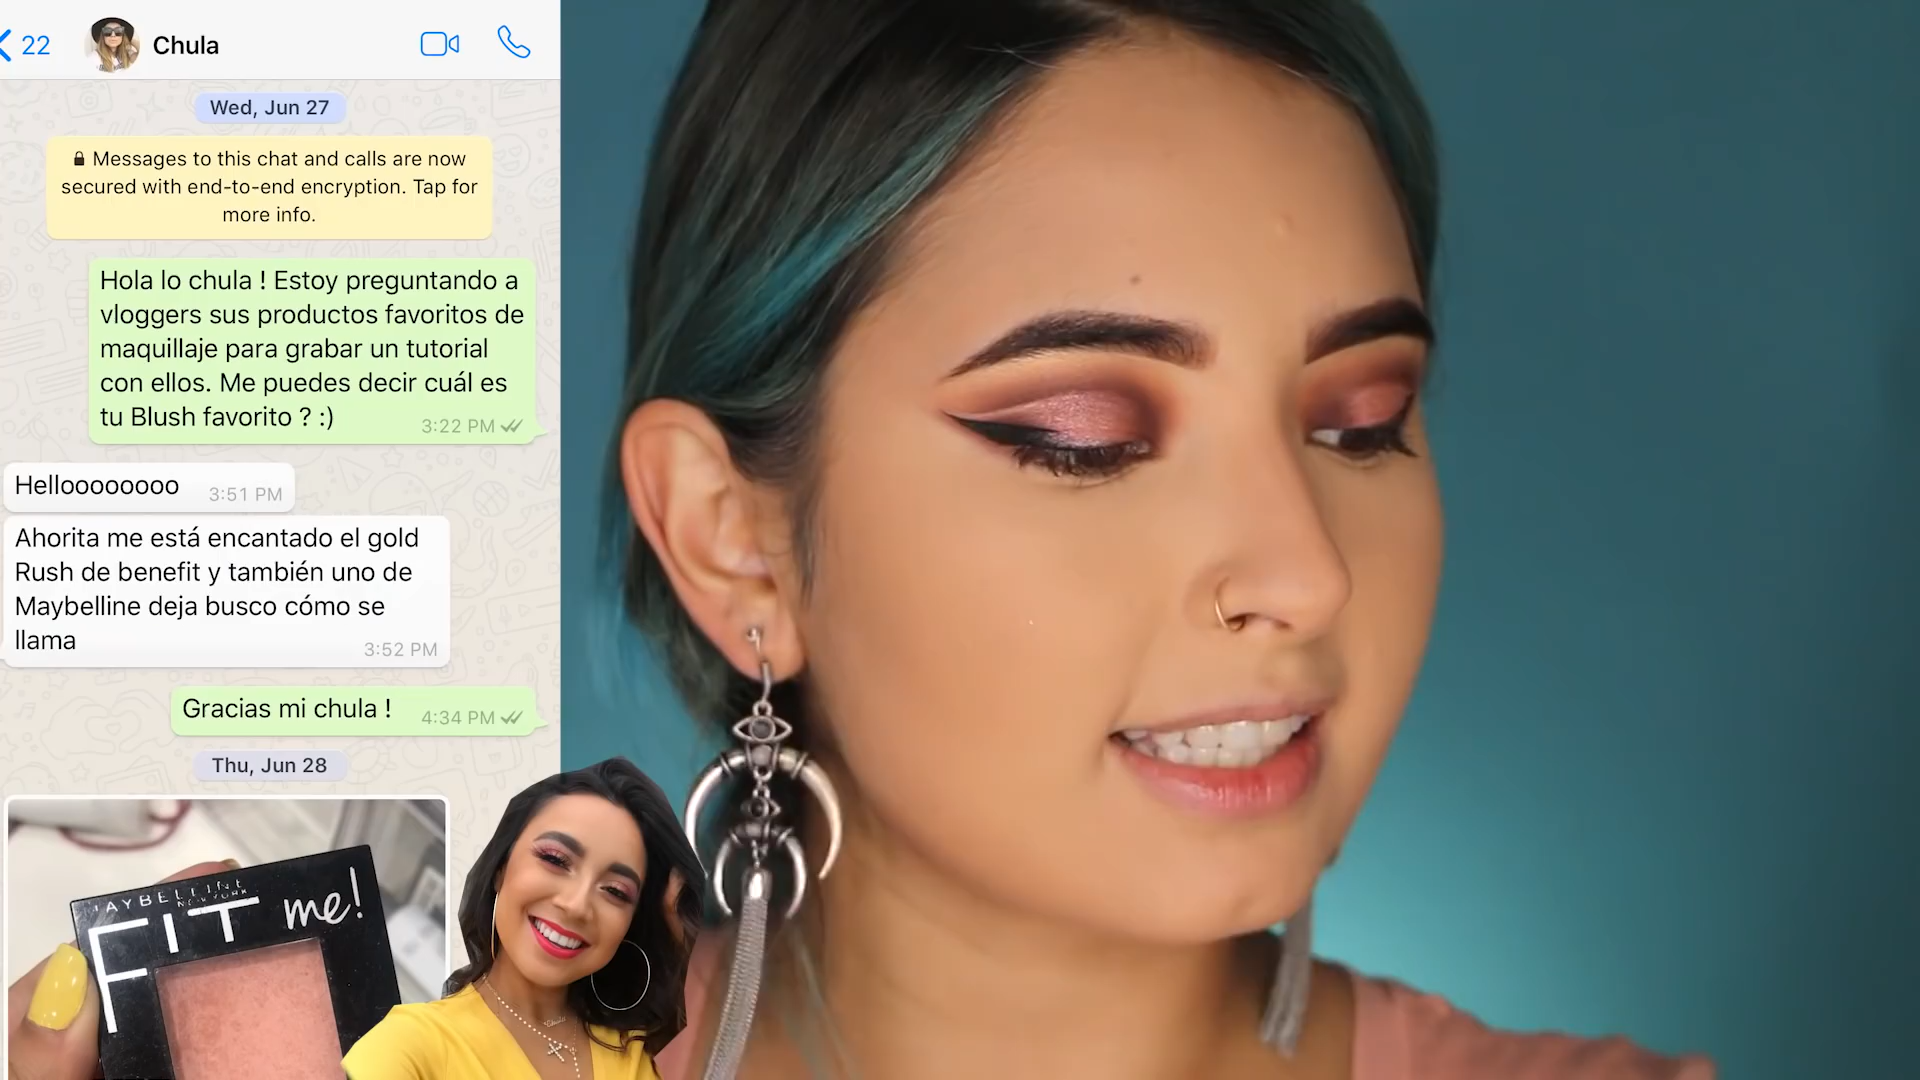 22
Chula
Wed, Jun 27
Messages to this chat and calls are now
secured with end-to-end encryption. Tap for
more info.
Hola lo chula ! Estoy preguntando a
vloggers sus productos favoritos de
maquillaje para grabar un tutorial
con ellos. Me puedes decir cuál es
tu Blush favorito ? :)
3:22 PM
Helloooooooo
3:51 PM
Ahorita me está encantado el gold
Rush de benefit y también uno de
Maybelline deja busco cómo se
llama
3:52 PM
Gracias mi chula !
4:34 PM
Thu, Jun 28
MAYBELLINE
NEW YORK
FIT me!